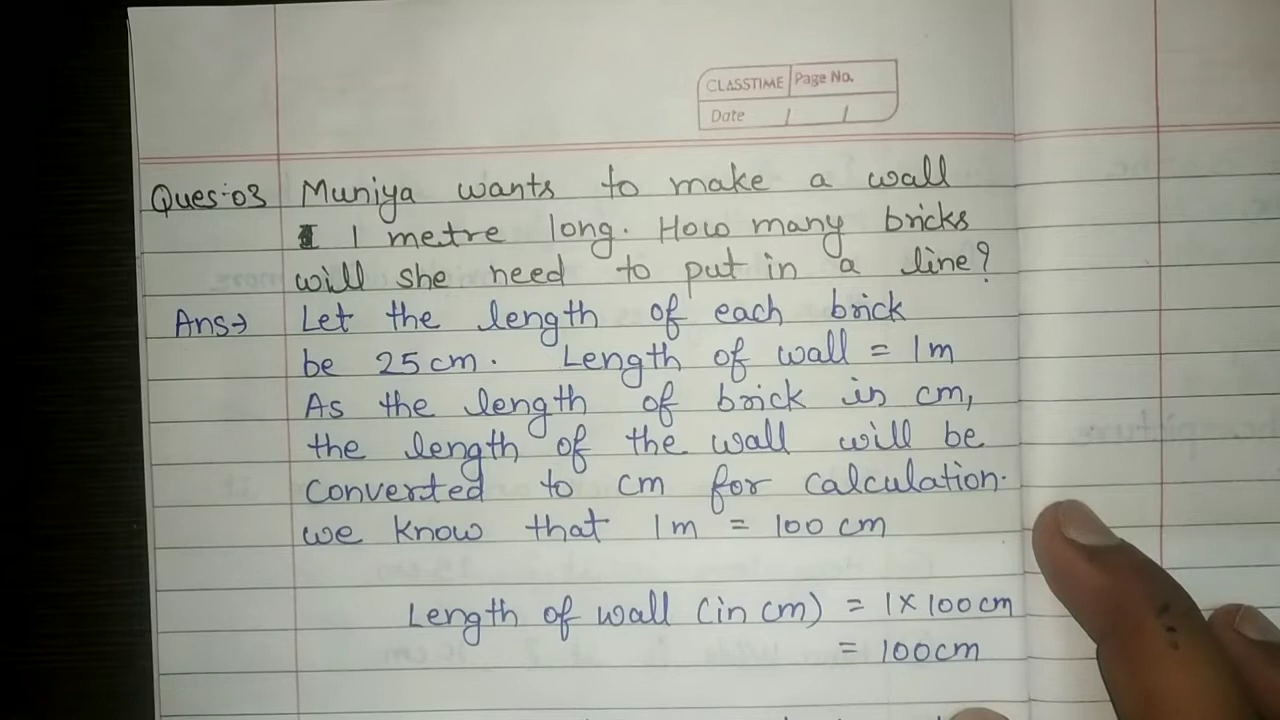 CLASSTIME Page No.
Date / /
Ques:-03 Muniya wants to make a wall
1 metre long. How many bricks
will she need to put in a line?
Ans→ Let the length of each brick
be 25 cm. Length of wall = 1m
As the length of brick is cm,
the length of the wall will be
converted to cm for calculation.
we know that 1m = 100 cm
Length of wall (in cm) = 1 × 100 cm
= 100cm